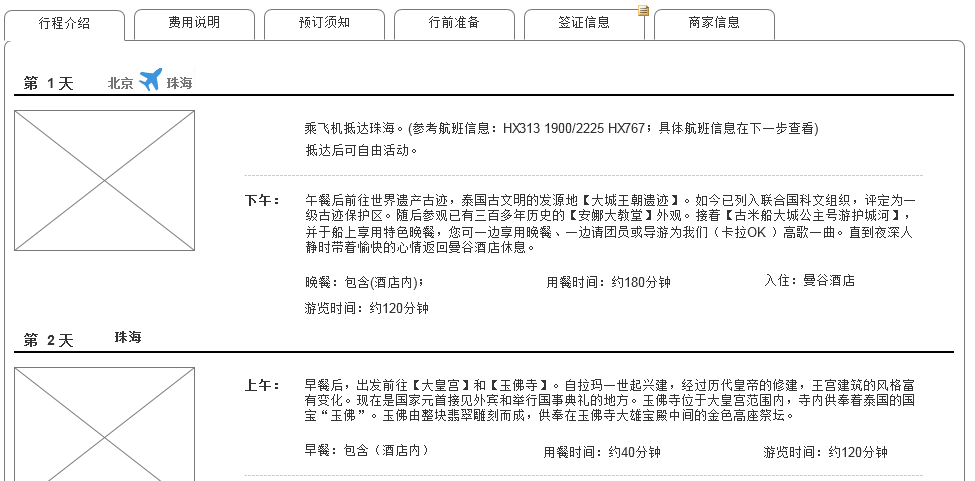 行程介绍 费用说明 预订须知 行前准备 签证信息 商家信息
第 1 天 北京 珠海
乘飞机抵达珠海。(参考航班信息：HX313 1900/2225 HX767；具体航班信息在下一步查看)
抵达后可自由活动。
下午： 午餐后前往世界遗产古迹，泰国古文明的发源地【大城王朝遗迹】。如今已列入联合国科文组织，评定为一
级古迹保护区。随后参观已有三百多年历史的【安娜大教堂】外观。接着【古米船大城公主号游护城河】，
并于船上享用特色晚餐，您可一边享用晚餐、一边请团员或导游为我们（卡拉OK ）高歌一曲。直到夜深人
静时带着愉快的心情返回曼谷酒店休息。
晚餐：包含(酒店内)； 用餐时间：约180分钟 入住：曼谷酒店
游览时间：约120分钟
第 2 天 珠海
上午： 早餐后，出发前往【大皇宫】和【玉佛寺】。自拉玛一世起兴建，经过历代皇帝的修建，王宫建筑的风格富
有变化。现在是国家元首接见外宾和举行国事典礼的地方。玉佛寺位于大皇宫范围内，寺内供奉着泰国的国
宝“玉佛”。玉佛由整块翡翠雕刻而成，供奉在玉佛寺大雄宝殿中间的金色高座祭坛。
早餐：包含（酒店内） 用餐时间：约40分钟 游览时间：约120分钟